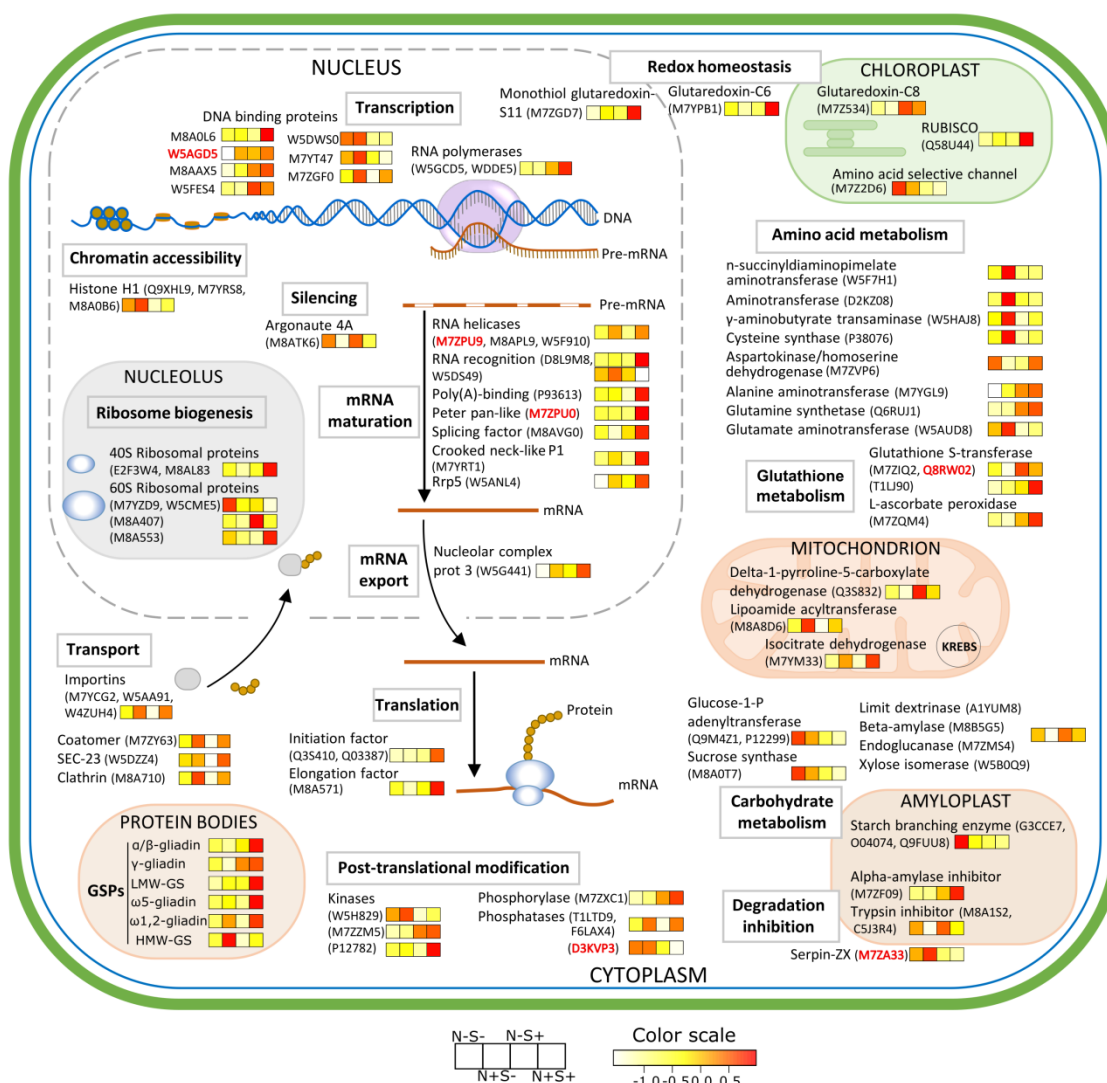 NUCLEUS
Redox homeostasis
CHLOROPLAST
Transcription
Monothiol glutaredoxin-
S11 (M7ZGD7)
Glutaredoxin-C6
(M7YPB1)
Glutaredoxin-C8
(M7Z534)
RUBISCO
(Q58U44)
Amino acid selective channel
(M7Z2D6)
DNA binding proteins
M8A0L6
W5AGD5
M8AAX5
W5FES4
W5DWS0
M7YT47
M7ZGF0
RNA polymerases
(W5GCD5, WDDE5)
DNA
Pre-mRNA
Chromatin accessibility
Histone H1 (Q9XHL9, M7YRS8,
M8A0B6)
Silencing
Argonaute 4A
(M8ATK6)
Pre-mRNA
mRNA
maturation
RNA helicases
(M7ZPU9, M8APL9, W5F910)
RNA recognition (D8L9M8,
W5DS49)
Poly(A)-binding (P93613)
Peter pan-like (M7ZPU0)
Splicing factor (M8AVG0)
Crooked neck-like P1
(M7YRT1)
Rrp5 (W5ANL4)
mRNA
Amino acid metabolism
n-succinyldiaminopimelate
aminotransferase (W5F7H1)
Aminotransferase (D2KZ08)
γ-aminobutyrate transaminase (W5HAJ8)
Cysteine synthase (P38076)
Aspartokinase/homoserine
dehydrogenase (M7ZVP6)
Alanine aminotransferase (M7YGL9)
Glutamine synthetase (Q6RUJ1)
Glutamate aminotransferase (W5AUD8)
NUCLEOLUS
Ribosome biogenesis
40S Ribosomal proteins
(E2F3W4, M8AL83)
60S Ribosomal proteins
(M7YZD9, W5CME5)
(M8A407)
(M8A553)
Glutathione
metabolism
Glutathione S-transferase
(M7ZIQ2, Q8RW02)
(T1LJ90)
L-ascorbate peroxidase
(M7ZQM4)
mRNA
export
Nucleolar complex
prot 3 (W5G441)
MITOCHONDRION
Delta-1-pyrroline-5-carboxylate
dehydrogenase (Q3S832)
Lipoamide acyltransferase
(M8A8D6)
Isocitrate dehydrogenase
(M7YM33)
KREBS
Transport
Importins
(M7YCG2, W5AA91,
W4ZUH4)
Coatomer (M7ZY63)
SEC-23 (W5DZZ4)
Clathrin (M8A710)
mRNA
Translation
Protein
Initiation factor
(Q3S410, Q03387)
Elongation factor
(M8A571)
mRNA
Glucose-1-P
adenyltransferase
(Q9M4Z1, P12299)
Sucrose synthase
(M8A0T7)
Limit dextrinase (A1YUM8)
Beta-amylase (M8B5G5)
Endoglucanase (M7ZMS4)
Xylose isomerase (W5B0Q9)
Carbohydrate
metabolism
AMYLOPLAST
Starch branching enzyme (G3CCE7,
O04074, Q9FUU8)
Alpha-amylase inhibitor
(M7ZF09)
Trypsin inhibitor (M8A1S2,
C5J3R4)
Degradation
inhibition
Serpin-ZX (M7ZA33)
PROTEIN BODIES
GSPs
α/β-gliadin
γ-gliadin
LMW-GS
ω5-gliadin
ω1,2-gliadin
HMW-GS
Post-translational modification
Kinases
(W5H829)
(M7ZZM5)
(P12782)
Phosphorylase (M7ZXC1)
Phosphatases (T1LTD9,
F6LAX4)
(D3KVP3)
CYTOPLASM
N-S- N-S+
N+S- N+S+
Color scale
-1.0 -0.5 0.0 0.5